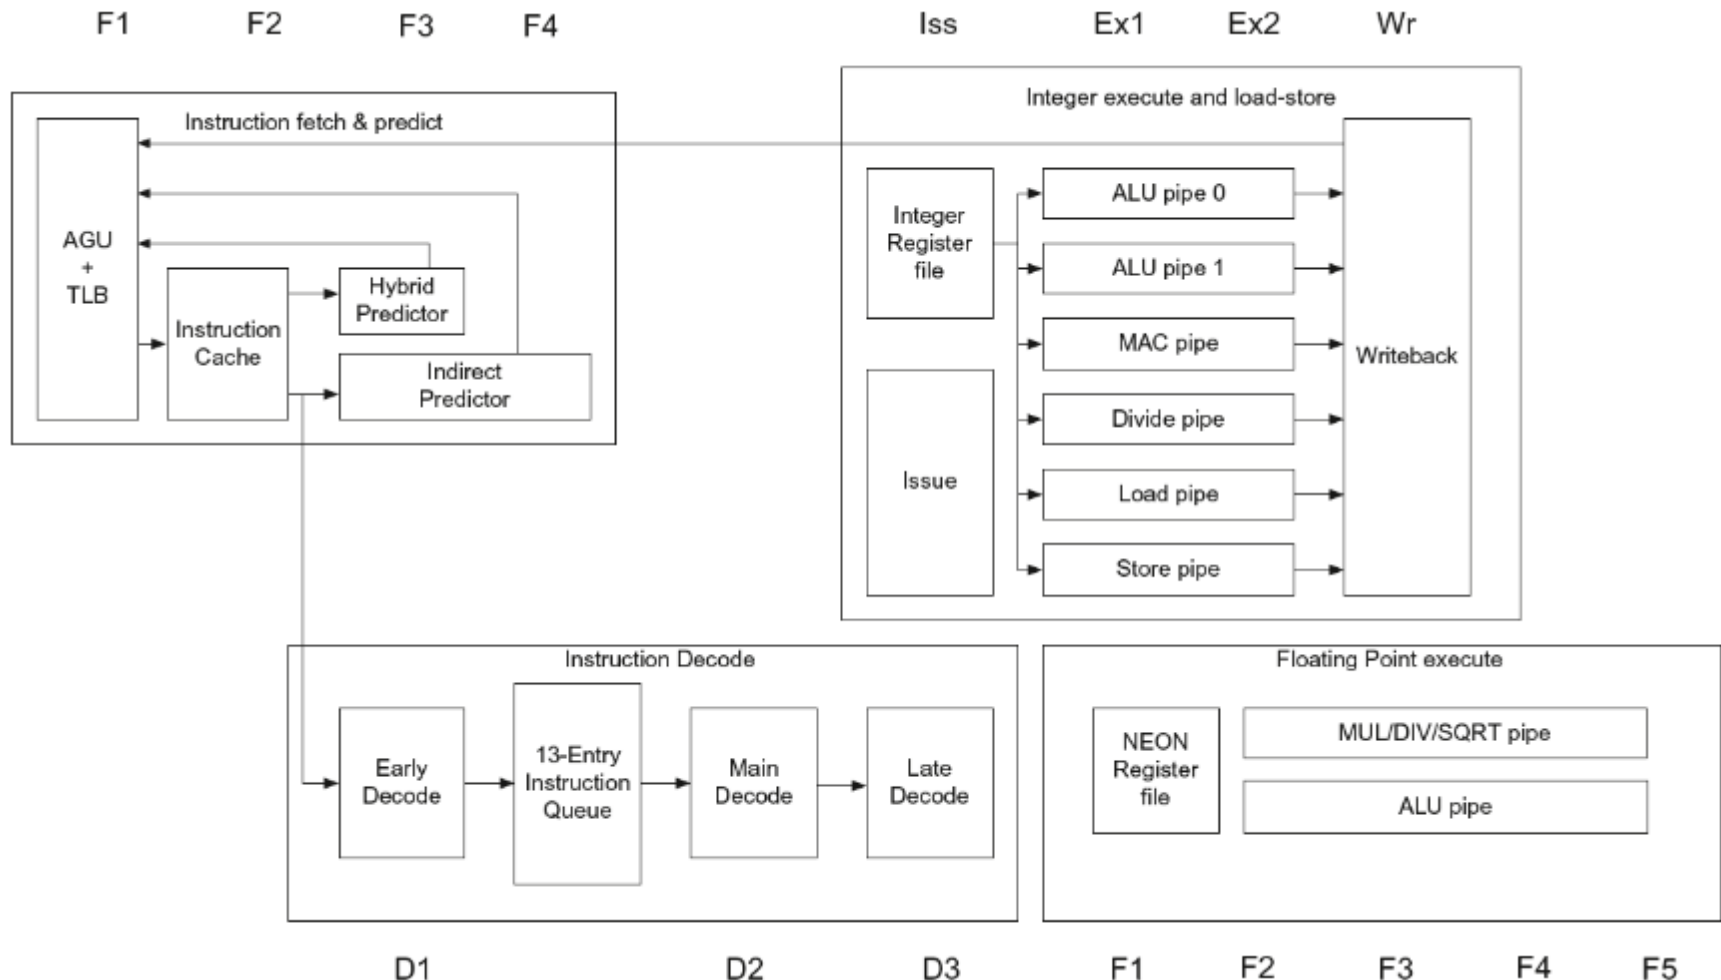 F1 F2 F3 F4 Iss Ex1 Ex2 Wr
Instruction fetch & predict
AGU
+
TLB
Instruction
Cache
Hybrid
Predictor
Indirect
Predictor
Integer execute and load-store
Integer
Register
file
Issue
ALU pipe 0
ALU pipe 1
MAC pipe
Divide pipe
Load pipe
Store pipe
Writeback
Instruction Decode
Early
Decode
13-Entry
Instruction
Queue
Main
Decode
Late
Decode
Floating Point execute
NEON
Register
file
MUL/DIV/SQRT pipe
ALU pipe
D1 D2 D3 F1 F2 F3 F4 F5